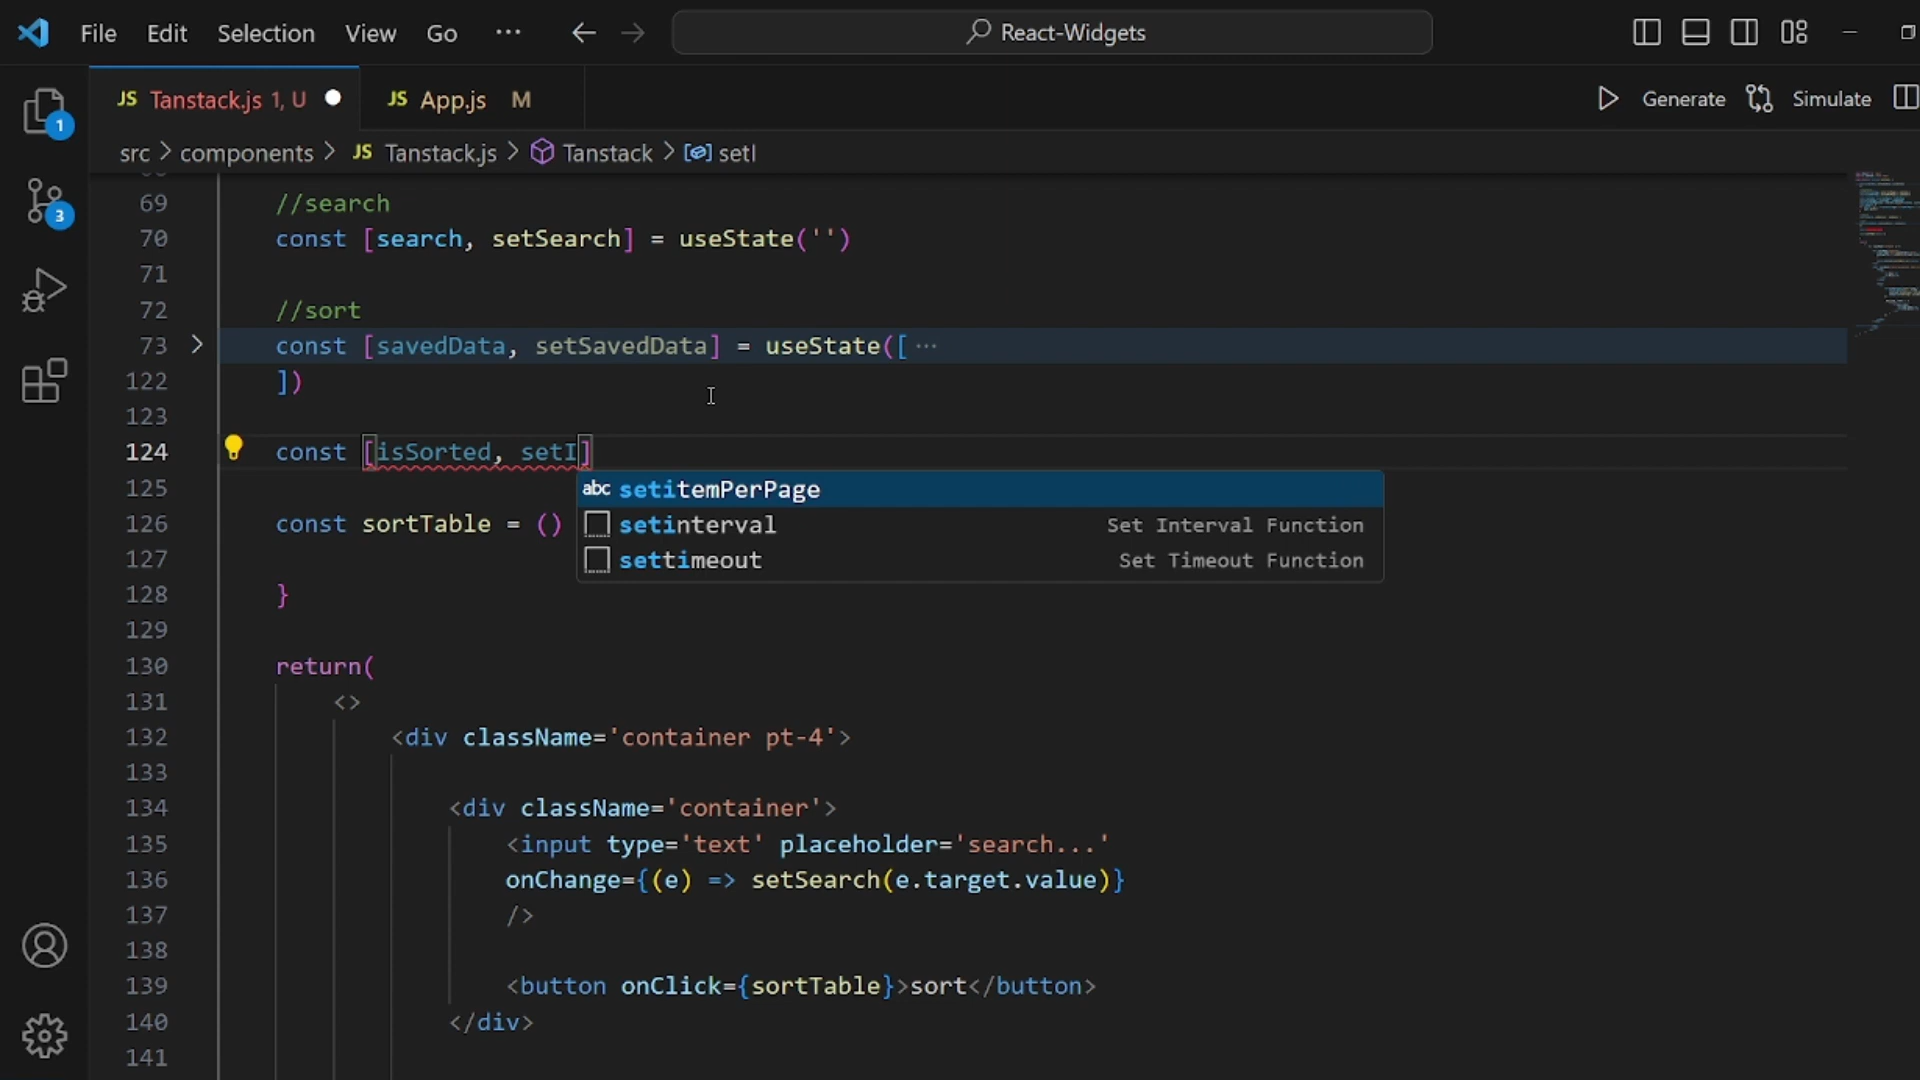 File Edit Selection View Go ··· React-Widgets
JS Tanstack.js 1, U JS App.js M Generate Simulate
src > components > JS Tanstack.js > Tanstack > setI
69 //search
70 const [search, setSearch] = useState('')
71
72 //sort
73 const [savedData, setSavedData] = useState([ ···
122 ])
123
124 const [isSorted, setI]
125
abc setitemPerPage
setinterval Set Interval Function
126 const sortTable = ()
settimeout Set Timeout Function
127
128 }
129
130 return(
131 <>
132 <div className='container pt-4'>
133
134 <div className='container'>
135 <input type='text' placeholder='search...'
136 onChange={(e) => setSearch(e.target.value)}
137 />
138
139 <button onClick={sortTable}>sort</button>
140 </div>
141
1
3